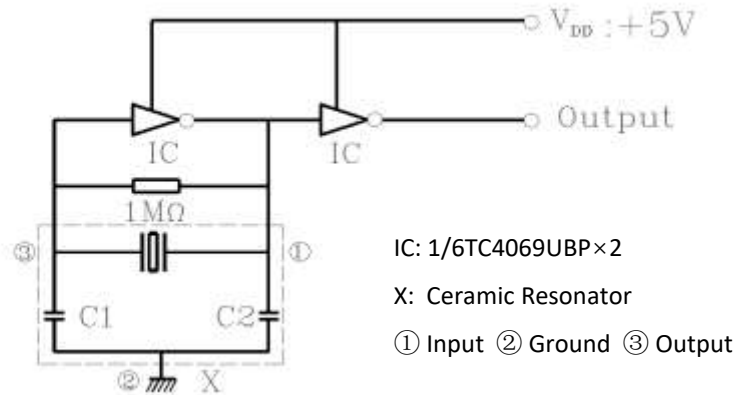 V_DD :+5V
Output
IC
IC
1MΩ
③
①
C1
C2
② X
IC: 1/6TC4069UBP×2
X: Ceramic Resonator
① Input ② Ground ③ Output